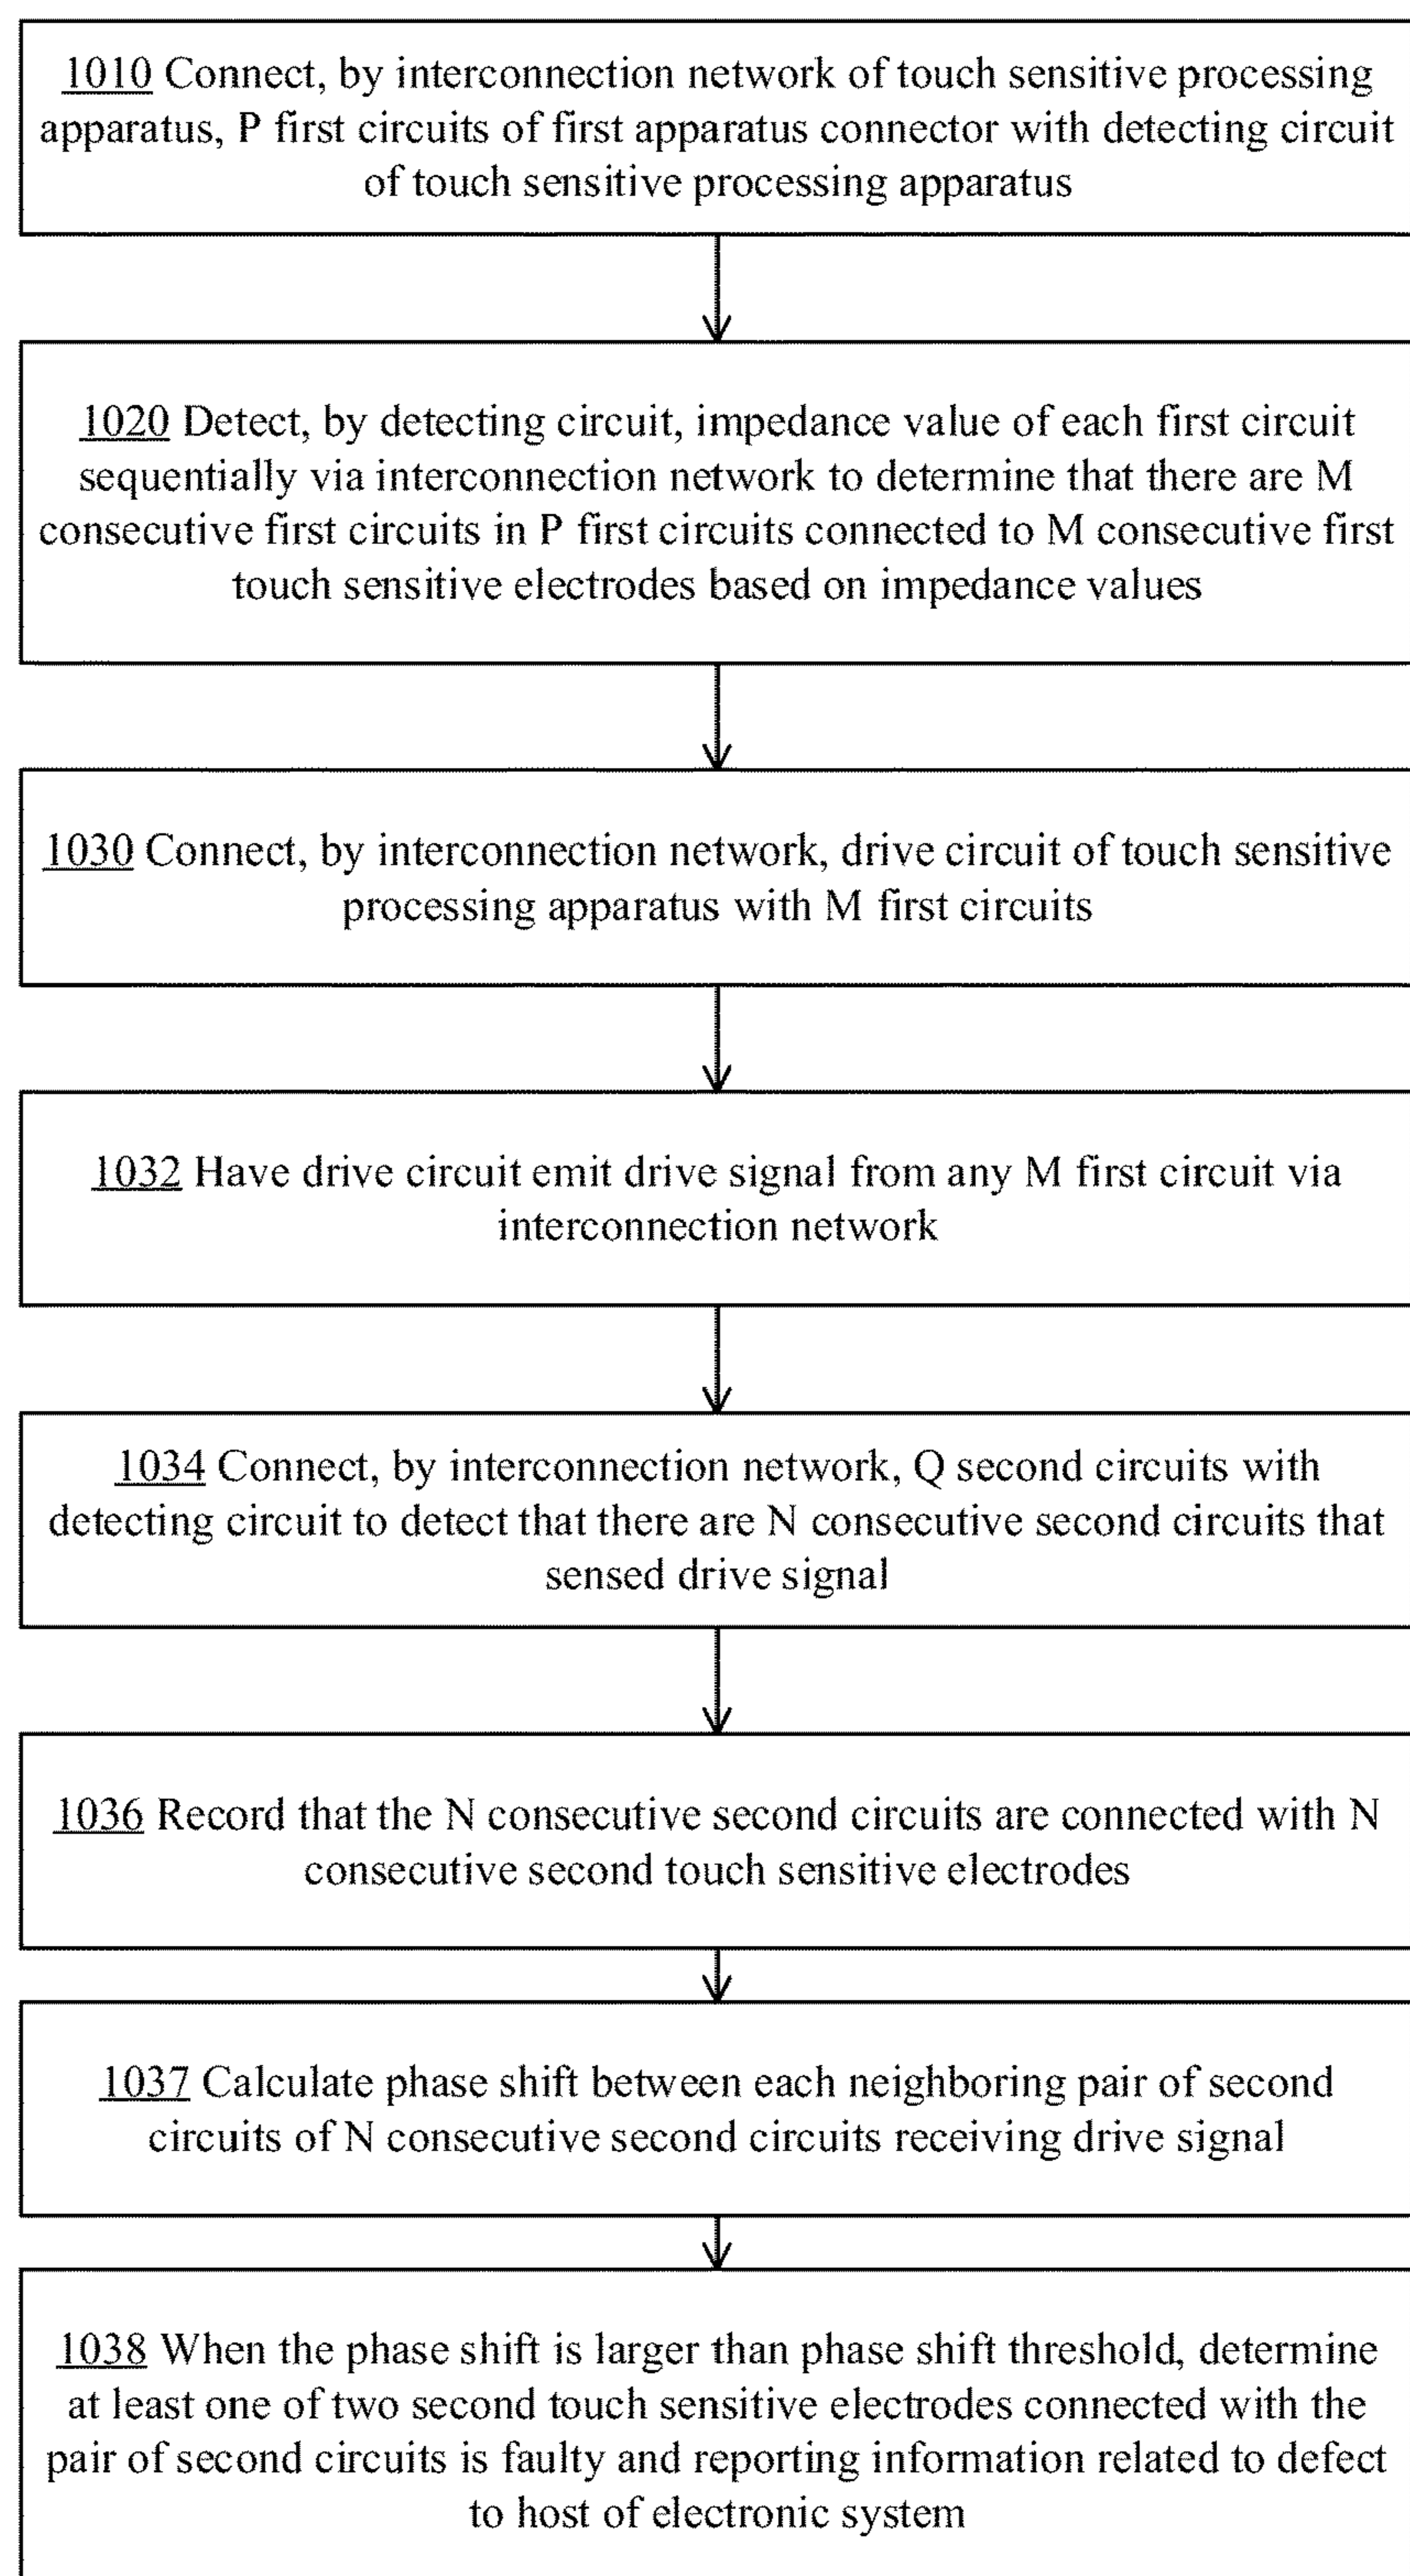 1010 Connect, by interconnection network of touch sensitive processing
apparatus, P first circuits of first apparatus connector with detecting circuit
of touch sensitive processing apparatus
1020 Detect, by detecting circuit, impedance value of each first circuit
sequentially via interconnection network to determine that there are M
consecutive first circuits in P first circuits connected to M consecutive first
touch sensitive electrodes based on impedance values
1030 Connect, by interconnection network, drive circuit of touch sensitive
processing apparatus with M first circuits
1032 Have drive circuit emit drive signal from any M first circuit via
interconnection network
1034 Connect, by interconnection network, Q second circuits with
detecting circuit to detect that there are N consecutive second circuits that
sensed drive signal
1036 Record that the N consecutive second circuits are connected with N
consecutive second touch sensitive electrodes
1037 Calculate phase shift between each neighboring pair of second
circuits of N consecutive second circuits receiving drive signal
1038 When the phase shift is larger than phase shift threshold, determine
at least one of two second touch sensitive electrodes connected with the
pair of second circuits is faulty and reporting information related to defect
to host of electronic system